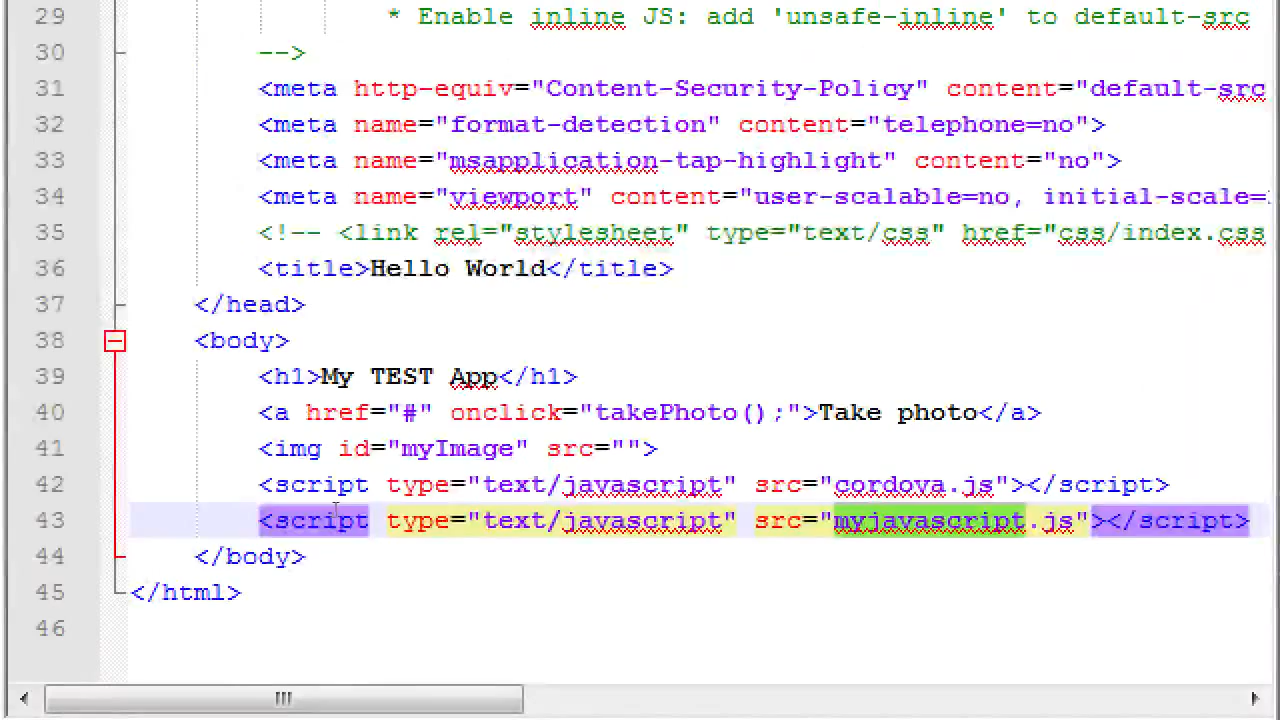 29 * Enable inline JS: add 'unsafe-inline' to default-src
30 -->
31 <meta http-equiv="Content-Security-Policy" content="default-src
32 <meta name="format-detection" content="telephone=no">
33 <meta name="msapplication-tap-highlight" content="no">
34 <meta name="viewport" content="user-scalable=no, initial-scale=
35 <!-- <link rel="stylesheet" type="text/css" href="css/index.css
36 <title>Hello World</title>
37 </head>
38 <body>
39 <h1>My TEST App</h1>
40 <a href="#" onclick="takePhoto();">Take photo</a>
41 <img id="myImage" src="">
42 <script type="text/javascript" src="cordova.js"></script>
43 <script type="text/javascript" src="myjavascript.js"></script>
44 </body>
45 </html>
46